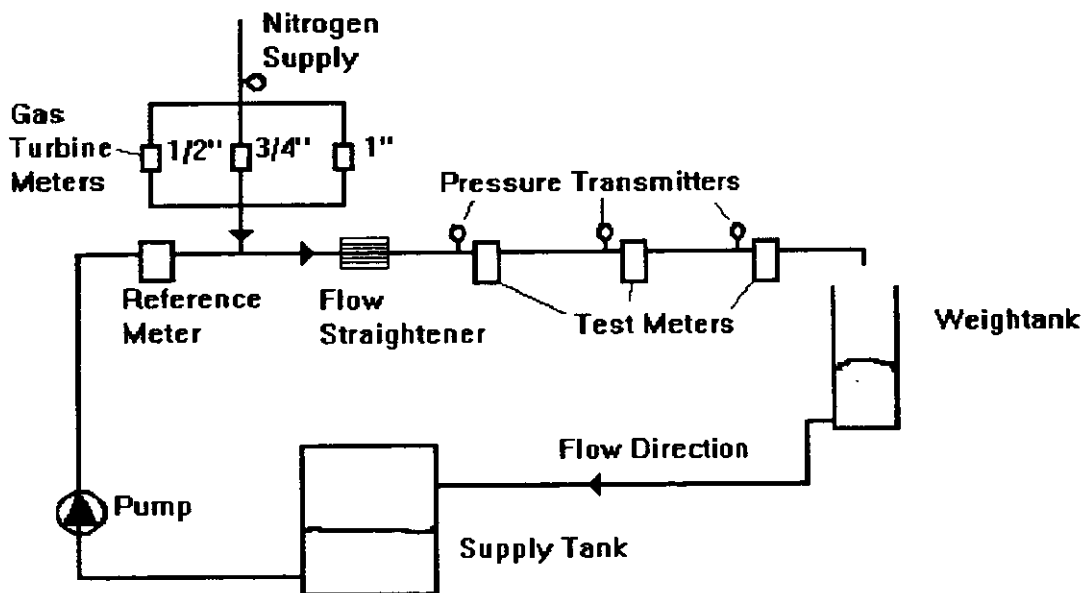 Nitrogen
Supply
Gas
Turbine
Meters
1/2"
3/4"
1"
Pressure Transmitters
Reference
Meter
Flow
Straightener
Test Meters
Weightank
Flow Direction
Pump
Supply Tank